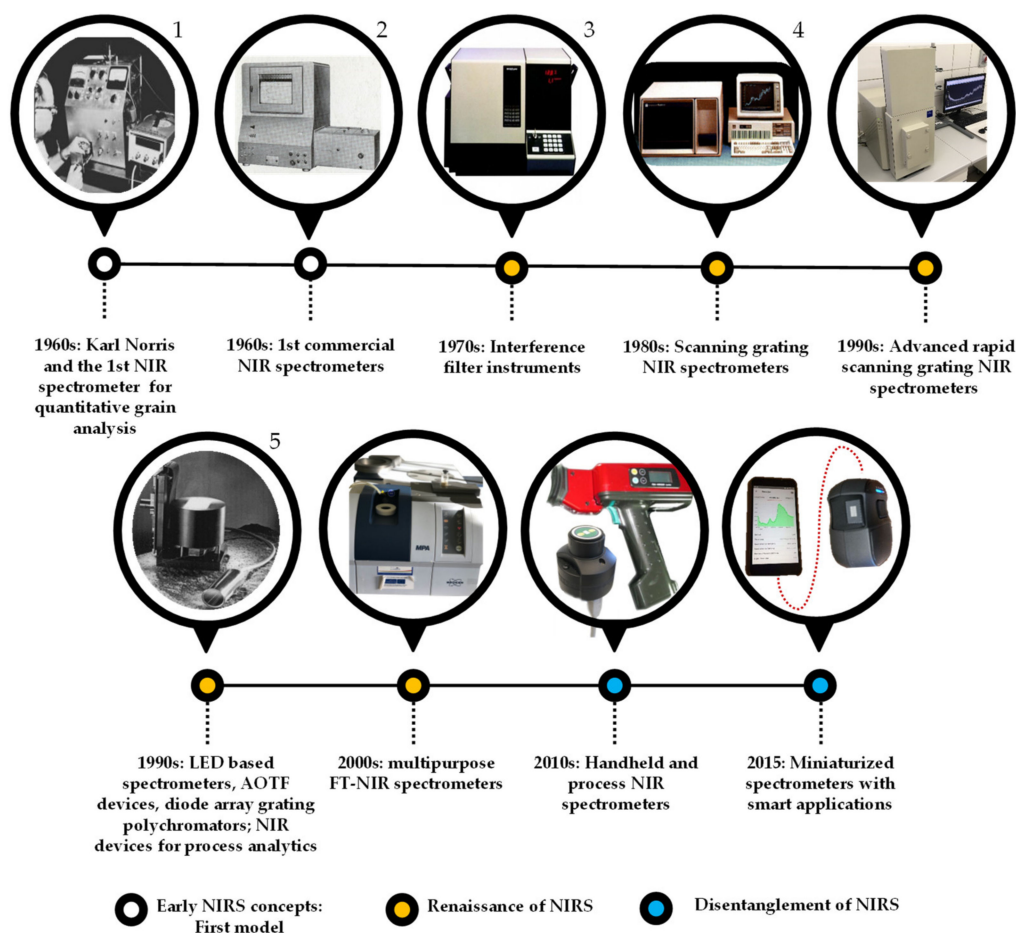 1
2
3
4
1960s: Karl Norris
and the 1st NIR
spectrometer for
quantitative grain
analysis
1960s: 1st commercial
NIR spectrometers
1970s: Interference
filter instruments
1980s: Scanning grating
NIR spectrometers
1990s: Advanced rapid
scanning grating NIR
spectrometers
5
MPA
1990s: LED based
spectrometers, AOTF
devices, diode array grating
polychromators; NIR
devices for process analytics
2000s: multipurpose
FT-NIR spectrometers
2010s: Handheld and
process NIR
spectrometers
2015: Miniaturized
spectrometers with
smart applications
Early NIRS concepts:
First model
Renaissance of NIRS
Disentanglement of NIRS